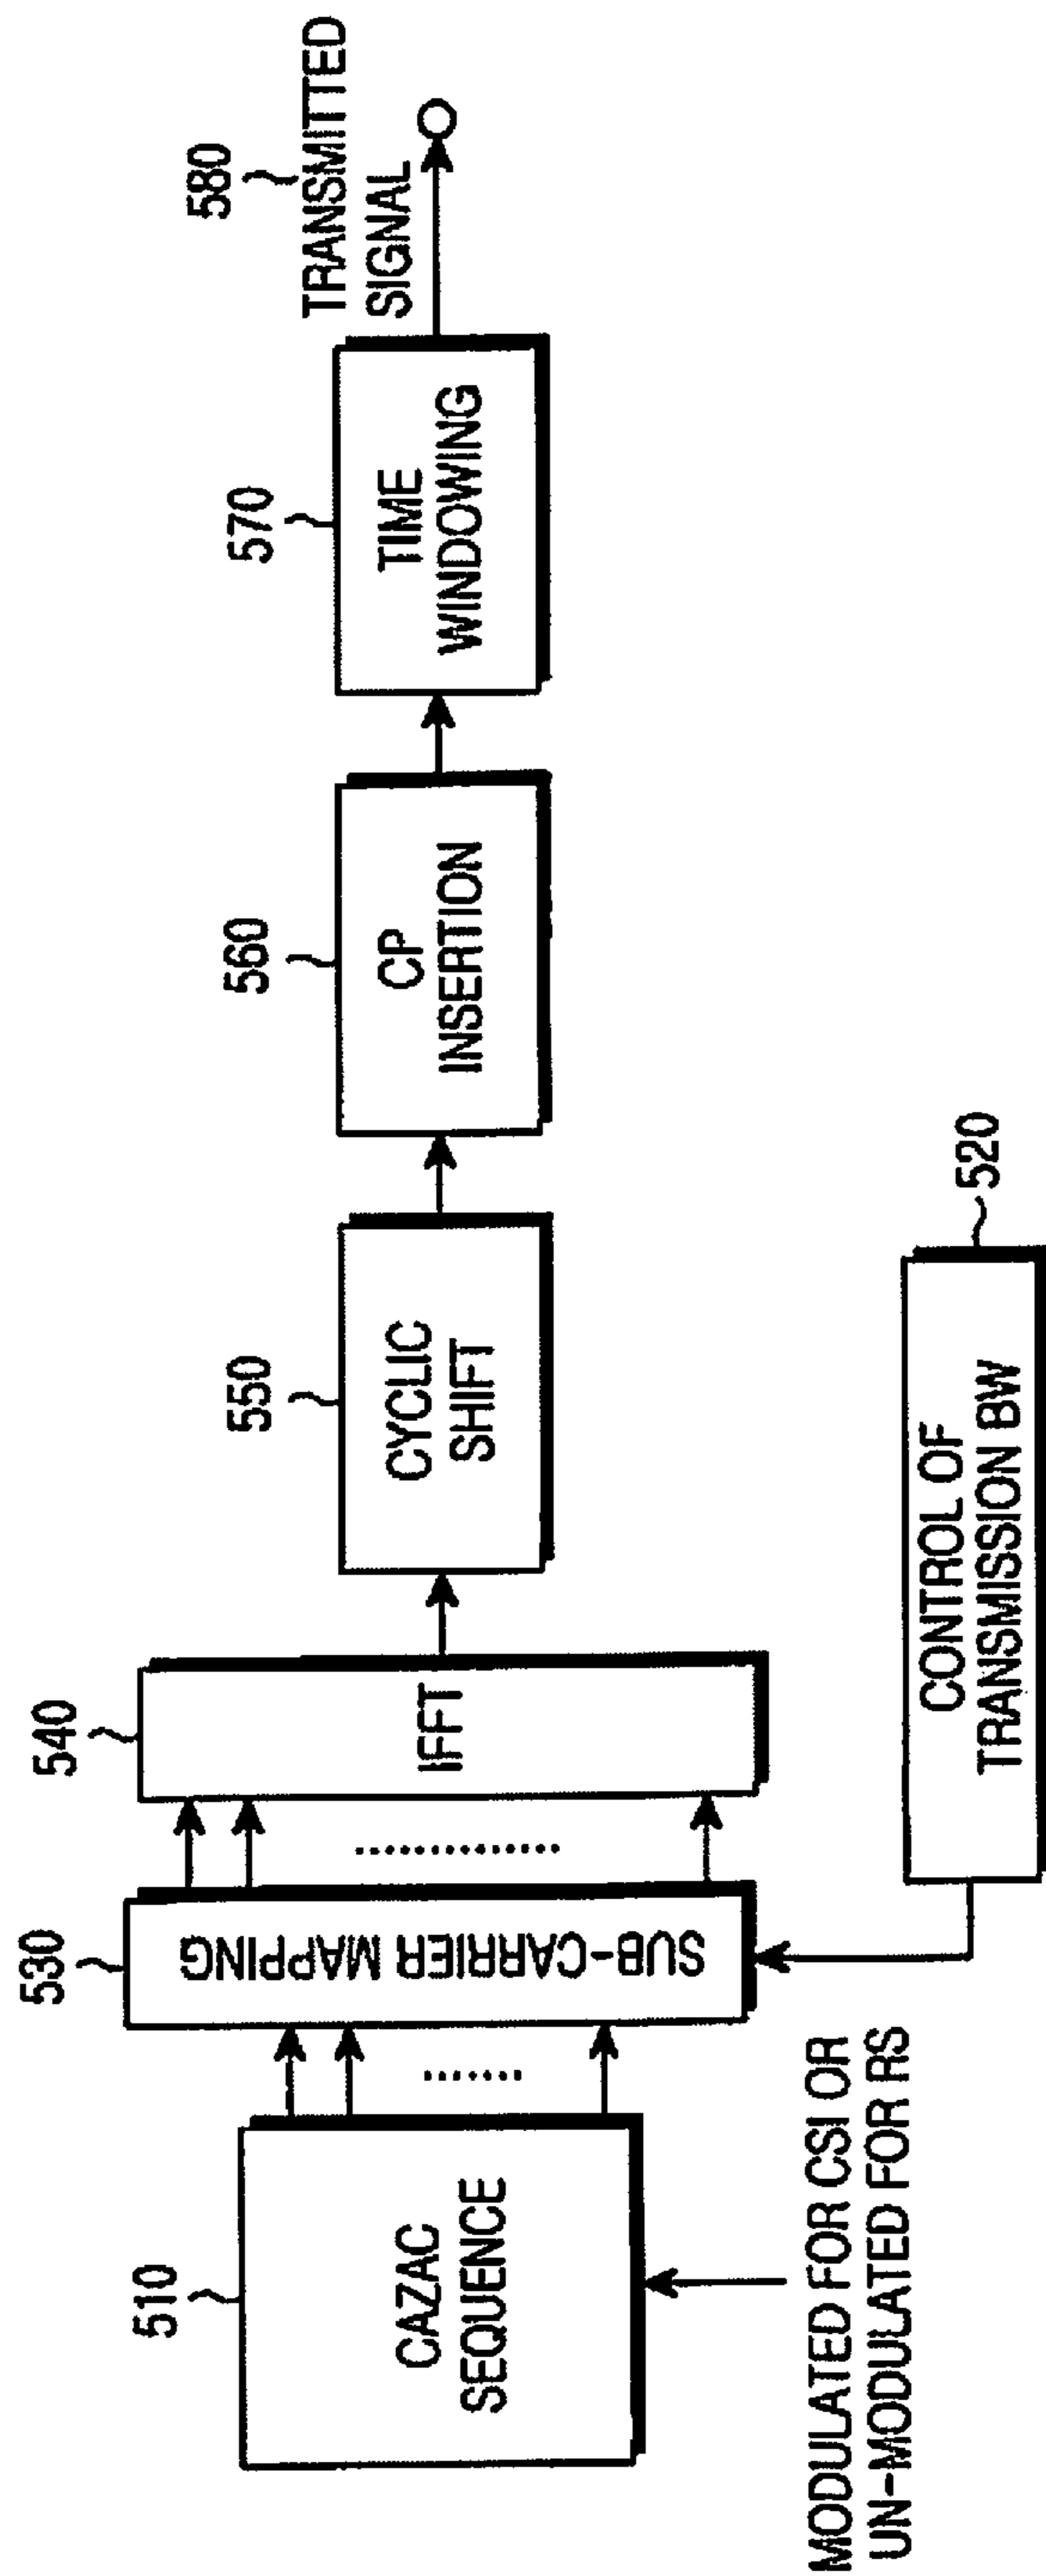 510
CAZAC
SEQUENCE
MODULATED FOR CSI OR
UN-MODULATED FOR RS
530
SUB-CARRIER MAPPING
540
IFFT
CONTROL OF
TRANSMISSION BW
520
550
CYCLIC
SHIFT
560
CP
INSERTION
570
TIME
WINDOWING
580
TRANSMITTED
SIGNAL